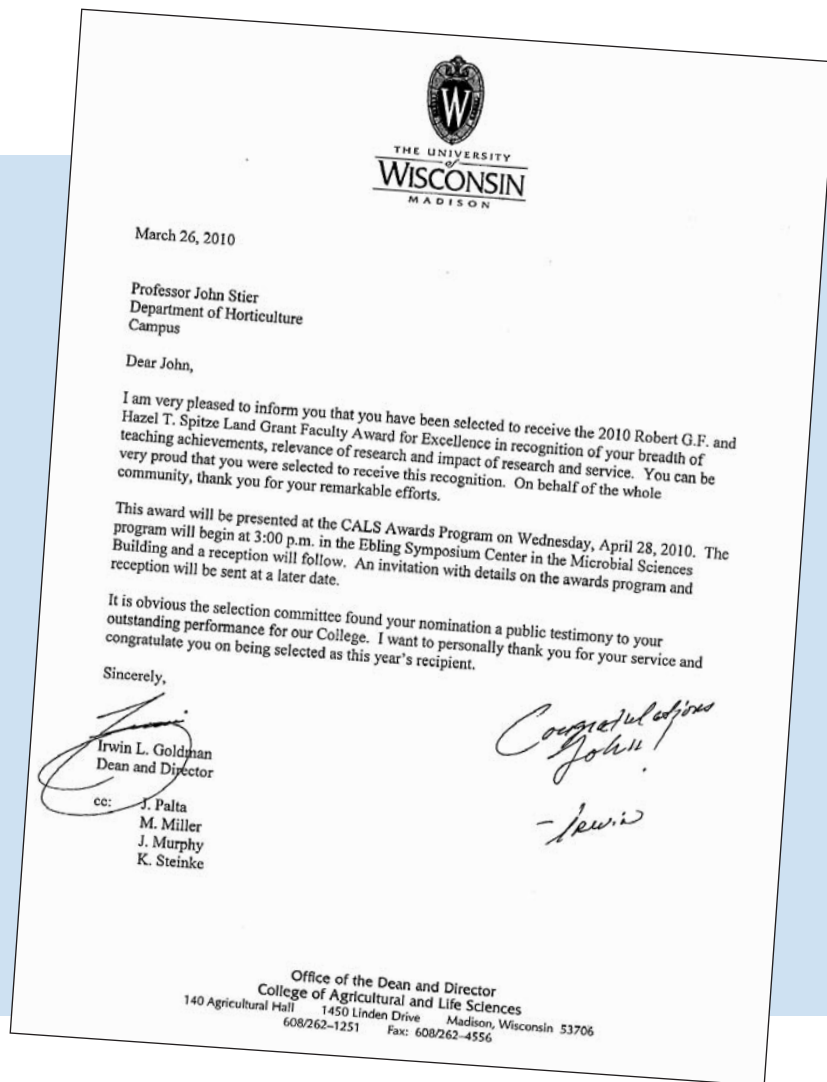 W
THE UNIVERSITY
of
WISCONSIN
MADISON
March 26, 2010
Professor John Stier
Department of Horticulture
Campus
Dear John,
I am very pleased to inform you that you have been selected to receive the 2010 Robert G.F. and
Hazel T. Spitze Land Grant Faculty Award for Excellence in recognition of your breadth of
teaching achievements, relevance of research and impact of research and service. You can be
very proud that you were selected to receive this recognition. On behalf of the whole
community, thank you for your remarkable efforts.
This award will be presented at the CALS Awards Program on Wednesday, April 28, 2010. The
program will begin at 3:00 p.m. in the Ebling Symposium Center in the Microbial Sciences
Building and a reception will follow. An invitation with details on the awards program and
reception will be sent at a later date.
It is obvious the selection committee found your nomination a public testimony to your
outstanding performance for our College. I want to personally thank you for your service and
congratulate you on being selected as this year's recipient.
Sincerely,
Irwin
Irwin L. Goldman
Dean and Director
cc: J. Palta
M. Miller
J. Murphy
K. Steinke
Congratulations
John!
- Irwin
Office of the Dean and Director
College of Agricultural and Life Sciences
140 Agricultural Hall 1450 Linden Drive Madison, Wisconsin 53706
608/262-1251 Fax: 608/262-4556